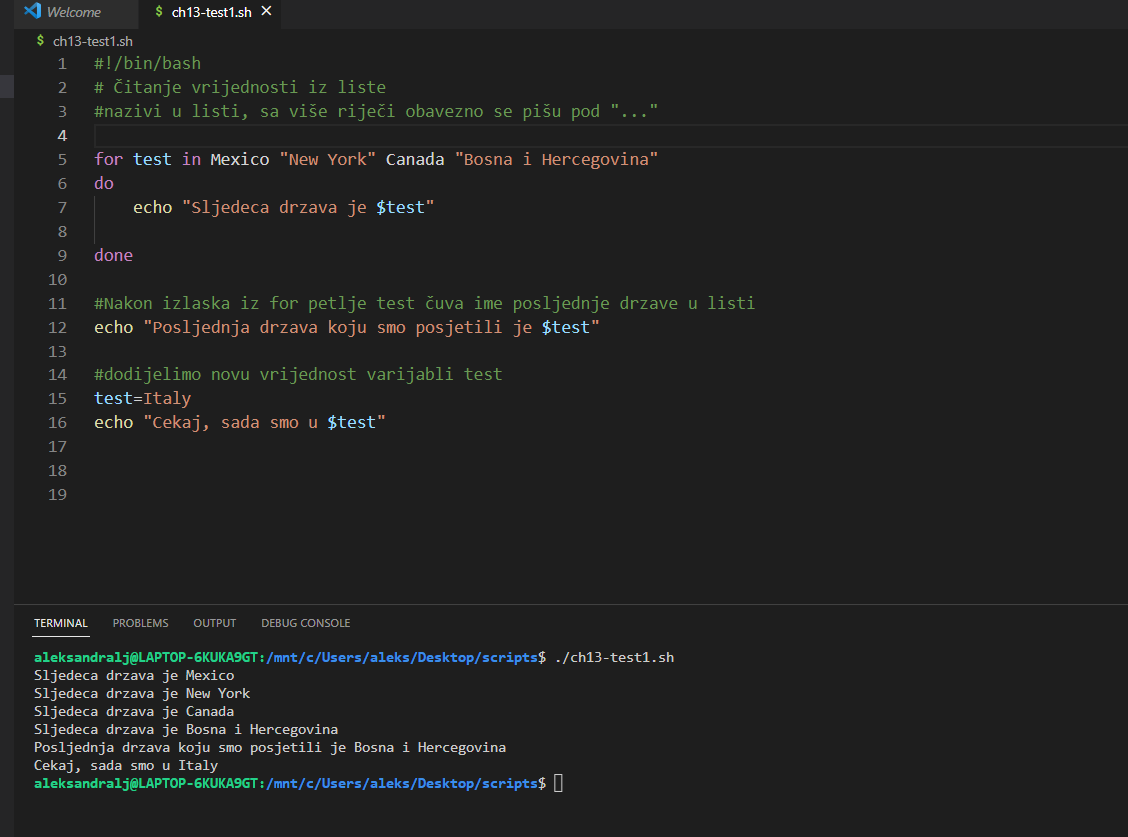 Welcome
$ ch13-test1.sh ×
$ ch13-test1.sh
1 #!/bin/bash
2 # Čitanje vrijednosti iz liste
3 #nazivi u listi, sa više riječi obavezno se pišu pod "..."
4
5 for test in Mexico "New York" Canada "Bosna i Hercegovina"
6 do
7     echo "Sljedeca drzava je $test"
8
9 done
10
11 #Nakon izlaska iz for petlje test čuva ime posljednje drzave u listi
12 echo "Posljednja drzava koju smo posjetili je $test"
13
14 #dodijelimo novu vrijednost varijabli test
15 test=Italy
16 echo "Cekaj, sada smo u $test"
17
18
19
TERMINAL PROBLEMS OUTPUT DEBUG CONSOLE
aleksandralj@LAPTOP-6KUKA9GT:/mnt/c/Users/aleks/Desktop/scripts$ ./ch13-test1.sh
Sljedeca drzava je Mexico
Sljedeca drzava je New York
Sljedeca drzava je Canada
Sljedeca drzava je Bosna i Hercegovina
Posljednja drzava koju smo posjetili je Bosna i Hercegovina
Cekaj, sada smo u Italy
aleksandralj@LAPTOP-6KUKA9GT:/mnt/c/Users/aleks/Desktop/scripts$